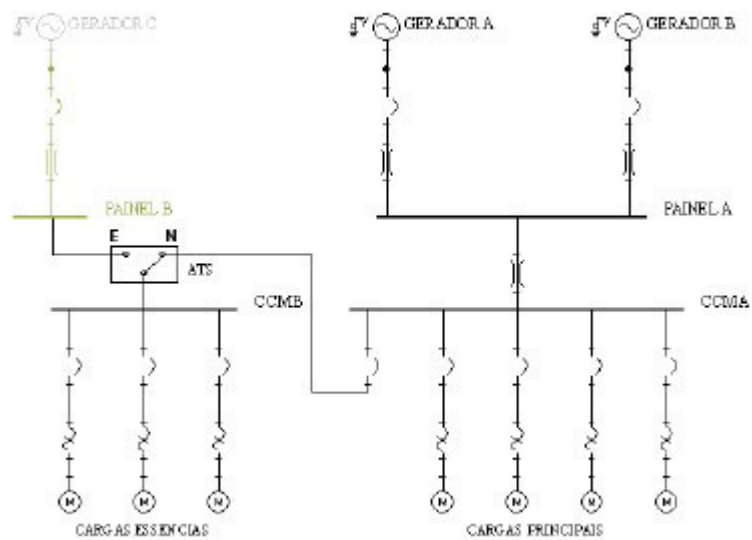 GERADOR C
GERADOR A
GERADOR B
PAINEL B
PAINEL A
E N
ATS
CCMB
CCMA
M M M
M M M M
CARGAS ESSENCIAS
CARGAS PRINCIPAIS